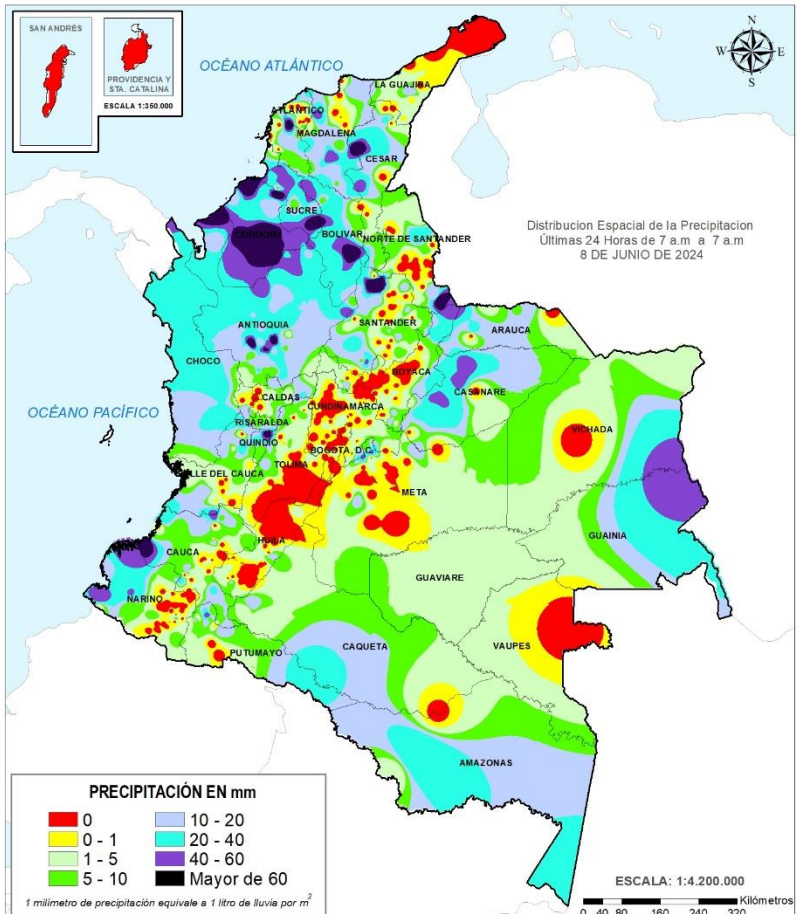 SAN ANDRÉS
PROVIDENCIA Y
STA. CATALINA
ESCALA 1:350.000
OCÉANO ATLÁNTICO
N
W
E
S
LA GUAJIRA
ATLÁNTICO
MAGDALENA
CESAR
SUCRE
CÓRDOBA
BOLIVAR
NORTE DE SANTANDER
Distribucion Espacial de la Precipitacion
Últimas 24 Horas de 7 a.m a 7 a.m
8 DE JUNIO DE 2024
ANTIOQUIA
SANTANDER
ARAUCA
CHOCO
BOYACA
CASANARE
CALDAS
CUNDINAMARCA
OCÉANO PACÍFICO
RISARALDA
QUINDIO
BOGOTA, D.C.
VICHADA
TOLIMA
VALLE DEL CAUCA
META
HUILA
GUAINIA
CAUCA
GUAVIARE
NARIÑO
VAUPES
CAQUETA
PUTUMAYO
AMAZONAS
PRECIPITACIÓN EN mm
0
10 - 20
0 - 1
20 - 40
1 - 5
40 - 60
5 - 10
Mayor de 60
1 milímetro de precipitación equivale a 1 litro de lluvia por m²
ESCALA: 1:4.200.000
Kilómetros
0 40 80 160 240 320